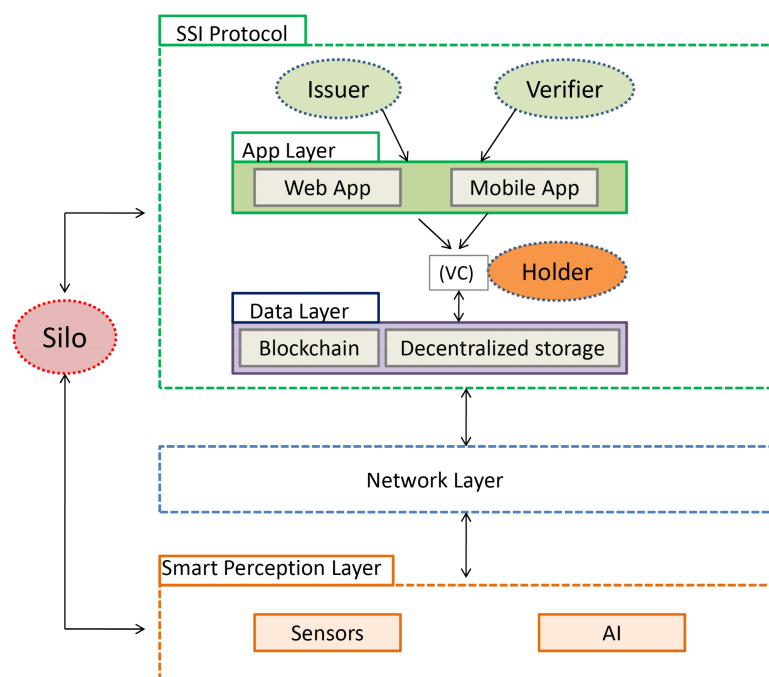 SSI Protocol
Issuer
Verifier
App Layer
Web App
Mobile App
(VC)
Holder
Data Layer
Silo
Blockchain
Decentralized storage
Network Layer
Smart Perception Layer
Sensors
AI